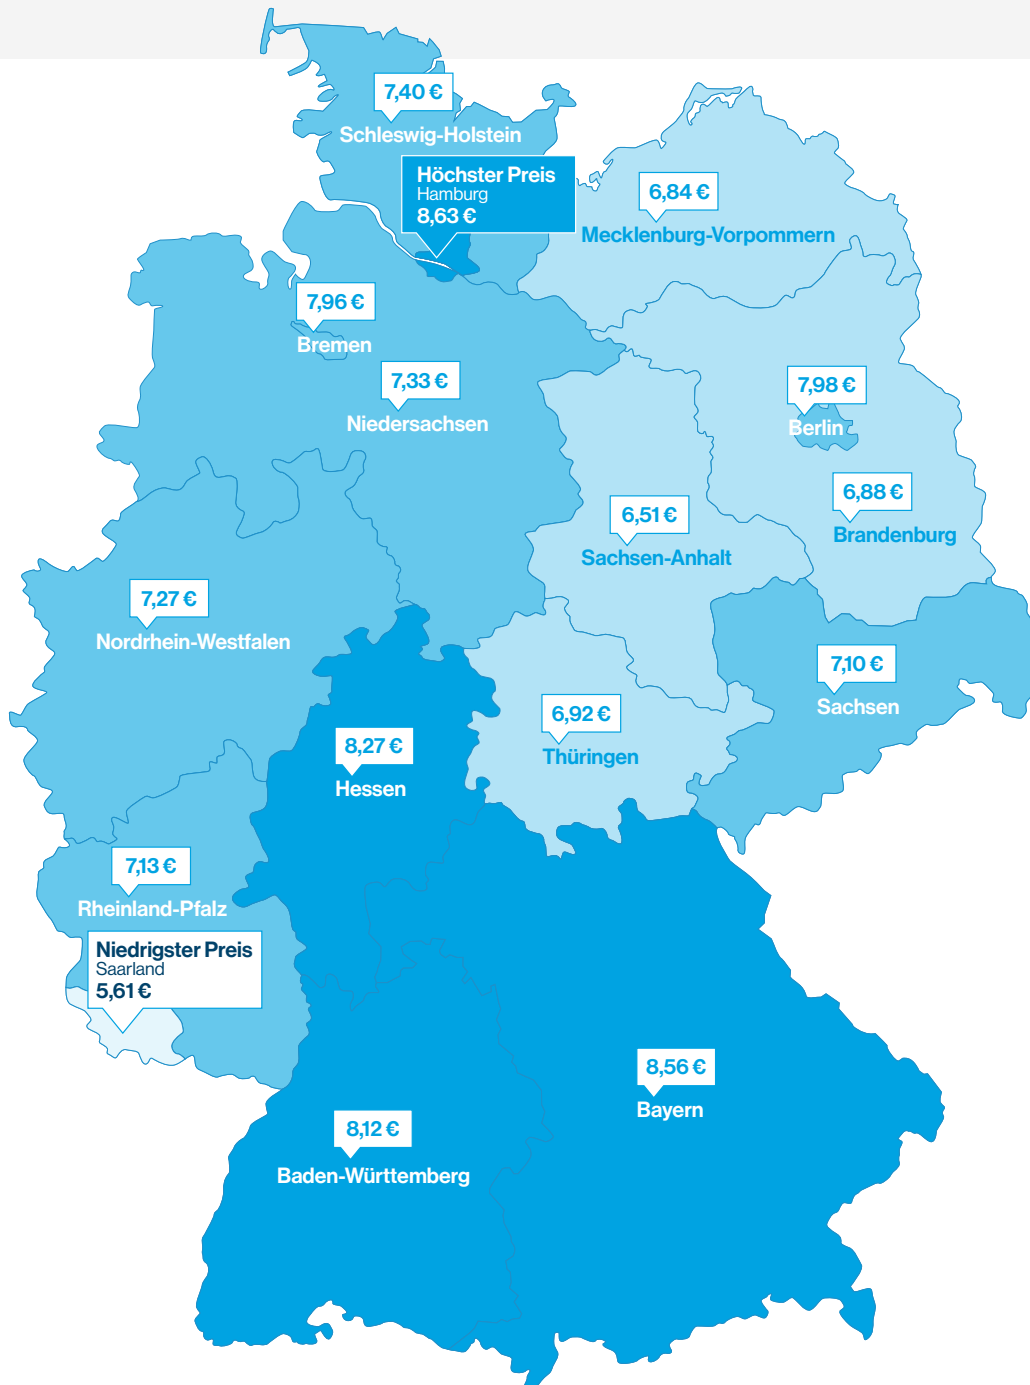 7,40 €
Schleswig-Holstein
Höchster Preis
Hamburg
8,63 €
6,84 €
Mecklenburg-Vorpommern
7,96 €
Bremen
7,33 €
Niedersachsen
7,98 €
Berlin
6,88 €
Brandenburg
6,51 €
Sachsen-Anhalt
7,27 €
Nordrhein-Westfalen
7,10 €
Sachsen
6,92 €
Thüringen
8,27 €
Hessen
7,13 €
Rheinland-Pfalz
Niedrigster Preis
Saarland
5,61 €
8,56 €
Bayern
8,12 €
Baden-Württemberg